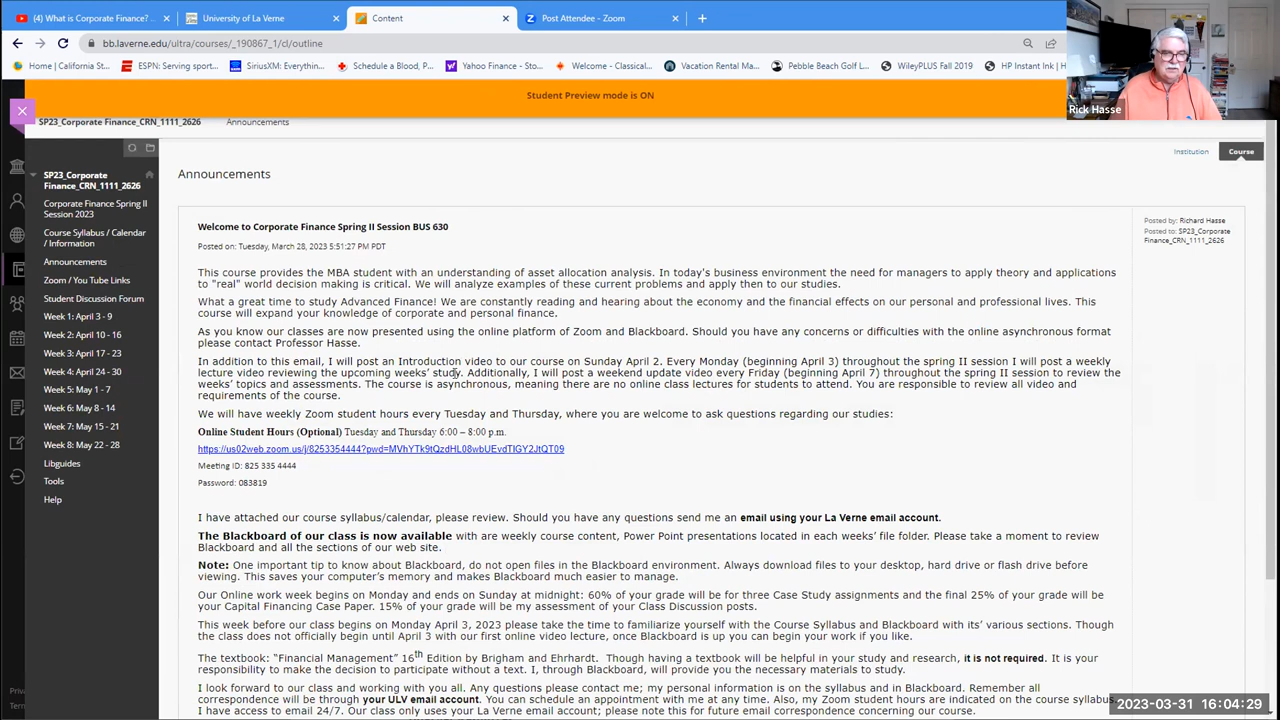 (4) What is Corporate Finance? ...
University of La Verne
Content
Post Attendee - Zoom
bb.laverne.edu/ultra/courses/_190867_1/cl/outline
Home | California St...
ESPN: Serving sport...
SiriusXM: Everythin...
Schedule a Blood, P...
Yahoo Finance - Sto...
Welcome - Classical...
Vacation Rental Ma...
Pebble Beach Golf L...
WileyPLUS Fall 2019
HP Instant Ink | N
Student Preview mode is ON
Rick Hasse
SP23_Corporate Finance_CRN_1111_2626
Announcements
Institution
Course
SP23_Corporate
Finance_CRN_1111_2626
Corporate Finance Spring II
Session 2023
Course Syllabus / Calendar
/ Information
Announcements
Zoom / You Tube Links
Student Discussion Forum
Week 1: April 3 - 9
Week 2: April 10 - 16
Week 3: April 17 - 23
Week 4: April 24 - 30
Week 5: May 1 - 7
Week 6: May 8 - 14
Week 7: May 15 - 21
Week 8: May 22 - 28
Libguides
Tools
Help
Announcements
Welcome to Corporate Finance Spring II Session BUS 630
Posted on: Tuesday, March 28, 2023 5:51:27 PM PDT
Posted by: Richard Hasse
Posted to: SP23_Corporate
Finance_CRN_1111_2626
This course provides the MBA student with an understanding of asset allocation analysis. In today's business environment the need for managers to apply theory and applications
to "real" world decision making is critical. We will analyze examples of these current problems and apply then to our studies.
What a great time to study Advanced Finance! We are constantly reading and hearing about the economy and the financial effects on our personal and professional lives. This
course will expand your knowledge of corporate and personal finance.
As you know our classes are now presented using the online platform of Zoom and Blackboard. Should you have any concerns or difficulties with the online asynchronous format
please contact Professor Hasse.
In addition to this email, I will post an Introduction video to our course on Sunday April 2. Every Monday (beginning April 3) throughout the spring II session I will post a weekly
lecture video reviewing the upcoming weeks' study. Additionally, I will post a weekend update video every Friday (beginning April 7) throughout the spring II session to review the
weeks' topics and assessments. The course is asynchronous, meaning there are no online class lectures for students to attend. You are responsible to review all video and
requirements of the course.
We will have weekly Zoom student hours every Tuesday and Thursday, where you are welcome to ask questions regarding our studies:
Online Student Hours (Optional) Tuesday and Thursday 6:00 – 8:00 p.m.
https://us02web.zoom.us/j/8253354444?pwd=MVhYTk9tQzdHL08wbUEvdTlGY2JtQT09
Meeting ID: 825 335 4444
Password: 083819
I have attached our course syllabus/calendar, please review. Should you have any questions send me an email using your La Verne email account.
The Blackboard of our class is now available with are weekly course content, Power Point presentations located in each weeks' file folder. Please take a moment to review
Blackboard and all the sections of our web site.
Note: One important tip to know about Blackboard, do not open files in the Blackboard environment. Always download files to your desktop, hard drive or flash drive before
viewing. This saves your computer's memory and makes Blackboard much easier to manage.
Our Online work week begins on Monday and ends on Sunday at midnight: 60% of your grade will be for three Case Study assignments and the final 25% of your grade will be
your Capital Financing Case Paper. 15% of your grade will be my assessment of your Class Discussion posts.
This week before our class begins on Monday April 3, 2023 please take the time to familiarize yourself with the Course Syllabus and Blackboard with its' various sections. Though
the class does not officially begin until April 3 with our first online video lecture, once Blackboard is up you can begin your work if you like.
The textbook: "Financial Management" 16th Edition by Brigham and Ehrhardt. Though having a textbook will be helpful in your study and research, it is not required. It is your
responsibility to make the decision to participate without a text. I, through Blackboard, will provide you the necessary materials to study.
I look forward to our class and working with you all. Any questions please contact me; my personal information is on the syllabus and in Blackboard. Remember all
correspondence will be through your ULV email account. You can schedule an appointment with me at any time. Also, my Zoom student hours are indicated on the course syllabus.
I have access to email 24/7. Our class only uses your La Verne email account; please note this for future email correspondence concerning our course.
Priv
Term
2023-03-31 16:04:29